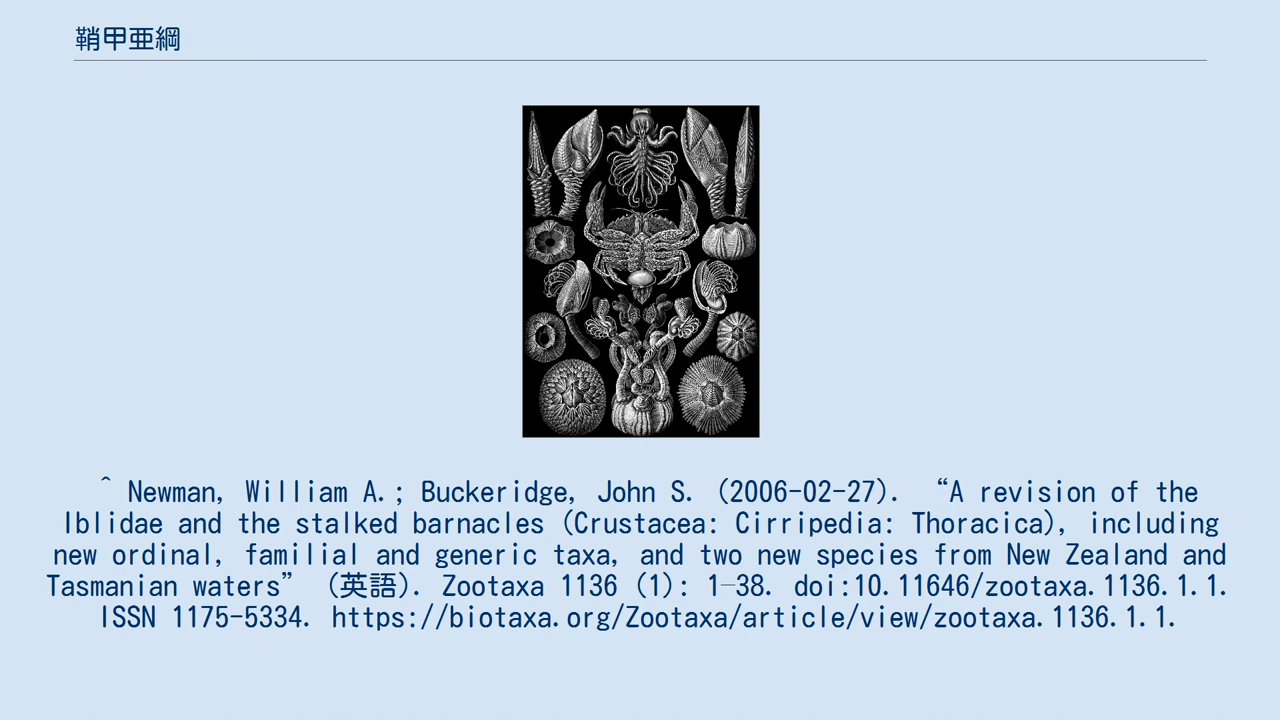 鞘甲亜綱
^ Newman, William A.; Buckeridge, John S. (2006-02-27). “A revision of the
Iblidae and the stalked barnacles (Crustacea: Cirripedia: Thoracica), including
new ordinal, familial and generic taxa, and two new species from New Zealand and
Tasmanian waters” (英語). Zootaxa 1136 (1): 1–38. doi:10.11646/zootaxa.1136.1.1.
ISSN 1175-5334. https://biotaxa.org/Zootaxa/article/view/zootaxa.1136.1.1.